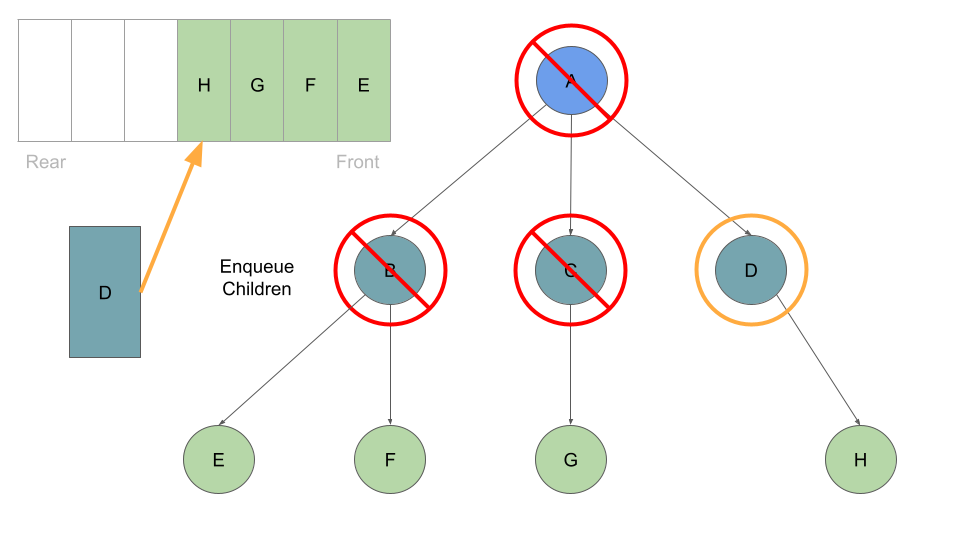 H G F E
Rear Front
A
Enqueue
Children
B C D
D
E F G H